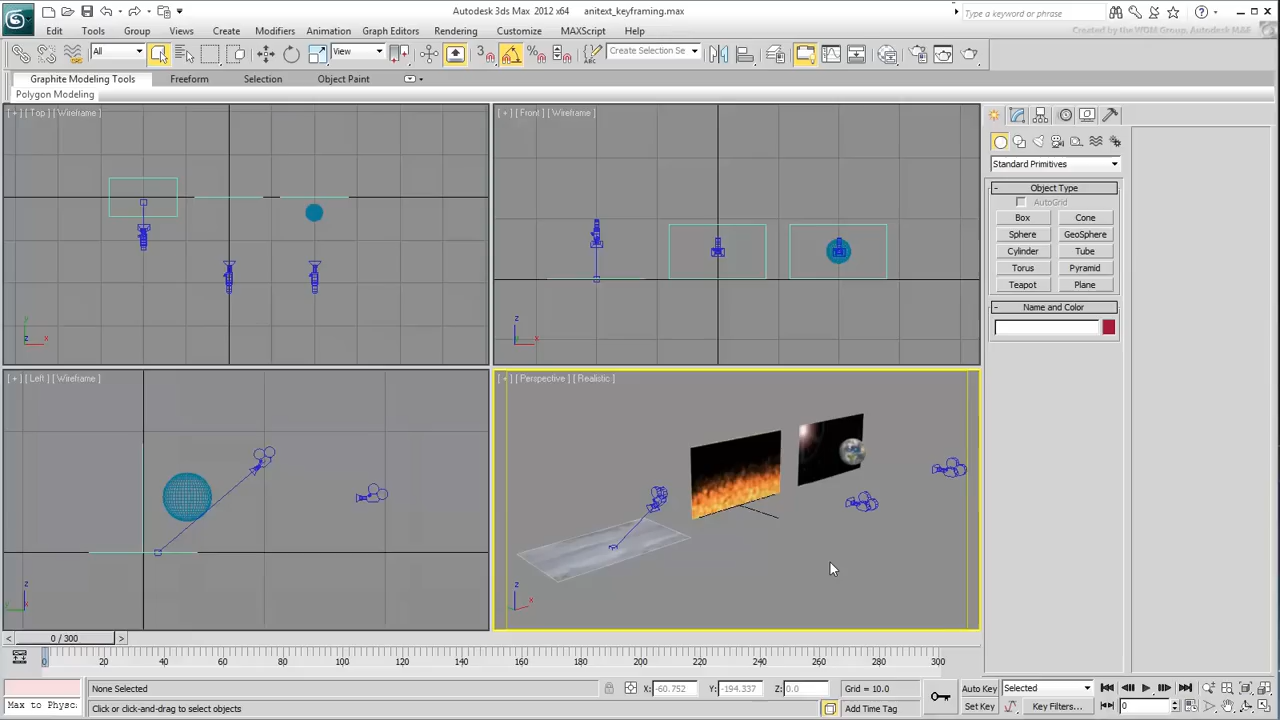 Autodesk 3ds Max 2012 x64 anitext_keyframing.max
Type a keyword or phrase
Created by the WGM Group, Autodesk M&E
Edit Tools Group Views Create Modifiers Animation Graph Editors Rendering Customize MAXScript Help
All View Create Selection Se
Graphite Modeling Tools Freeform Selection Object Paint
Polygon Modeling
[ + ] [ Top ] [ Wireframe ]
[ + ] [ Front ] [ Wireframe ]
Standard Primitives
- Object Type
AutoGrid
Box Cone
Sphere GeoSphere
Cylinder Tube
Torus Pyramid
Teapot Plane
- Name and Color
y
z x
z
y x
[ + ] [ Left ] [ Wireframe ]
[ + ] [ Perspective ] [ Realistic ]
z
y x
z
x
< 0 / 300 >
0 20 40 60 80 100 120 140 160 180 200 220 240 260 280 300
None Selected X: -60.752 Y: -194.337 Z: 0.0 Grid = 10.0 Auto Key Selected
Max to Physc Click or click-and-drag to select objects Add Time Tag Set Key Key Filters... 0